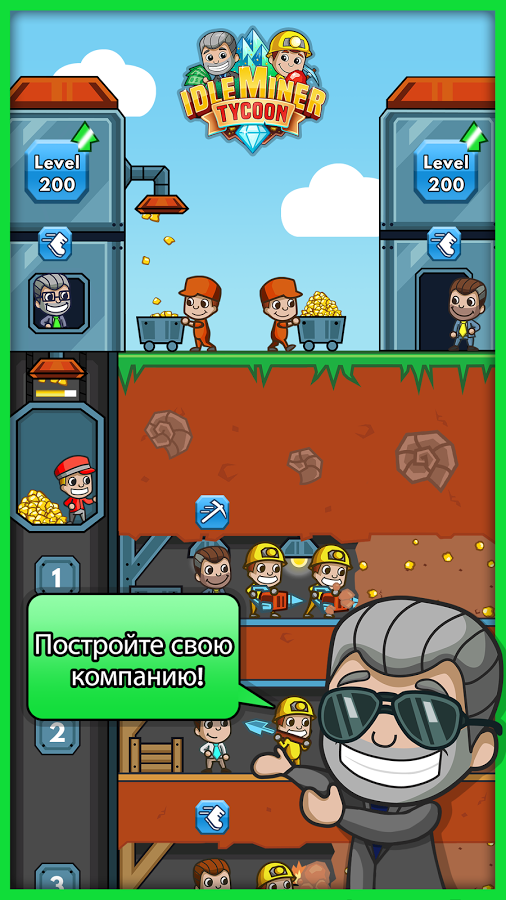 IDLE MINER
TYCOON
Level
200
Level
200
1
Постройте свою
компанию!
2
3